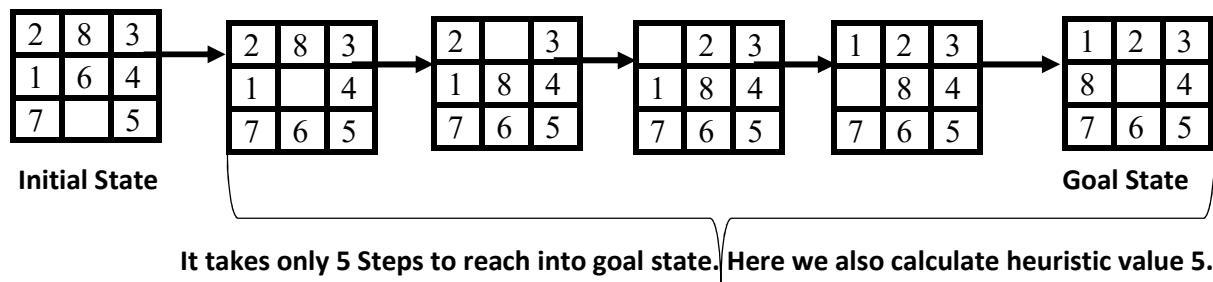 2 8 3 2 8 3 2 3 2 3 1 2 3 1 2 3
1 6 4 1 4 1 8 4 1 8 4 8 4 8 4
7 5 7 6 5 7 6 5 7 6 5 7 6 5 7 6 5
Initial State Goal State
It takes only 5 Steps to reach into goal state. Here we also calculate heuristic value 5.